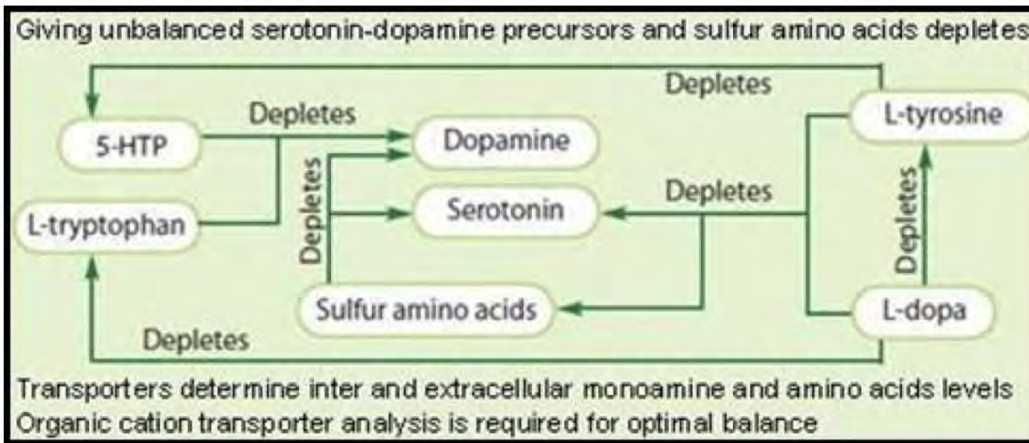 Giving unbalanced serotonin-dopamine precursors and sulfur amino acids depletes
Depletes
L-tyrosine
Depletes
5-HTP
Dopamine
Depletes
L-tryptophan
Serotonin
Depletes
Depletes
Sulfur amino acids
L-dopa
Depletes
Transporters determine inter and extracellular monoamine and amino acids levels
Organic cation transporter analysis is required for optimal balance